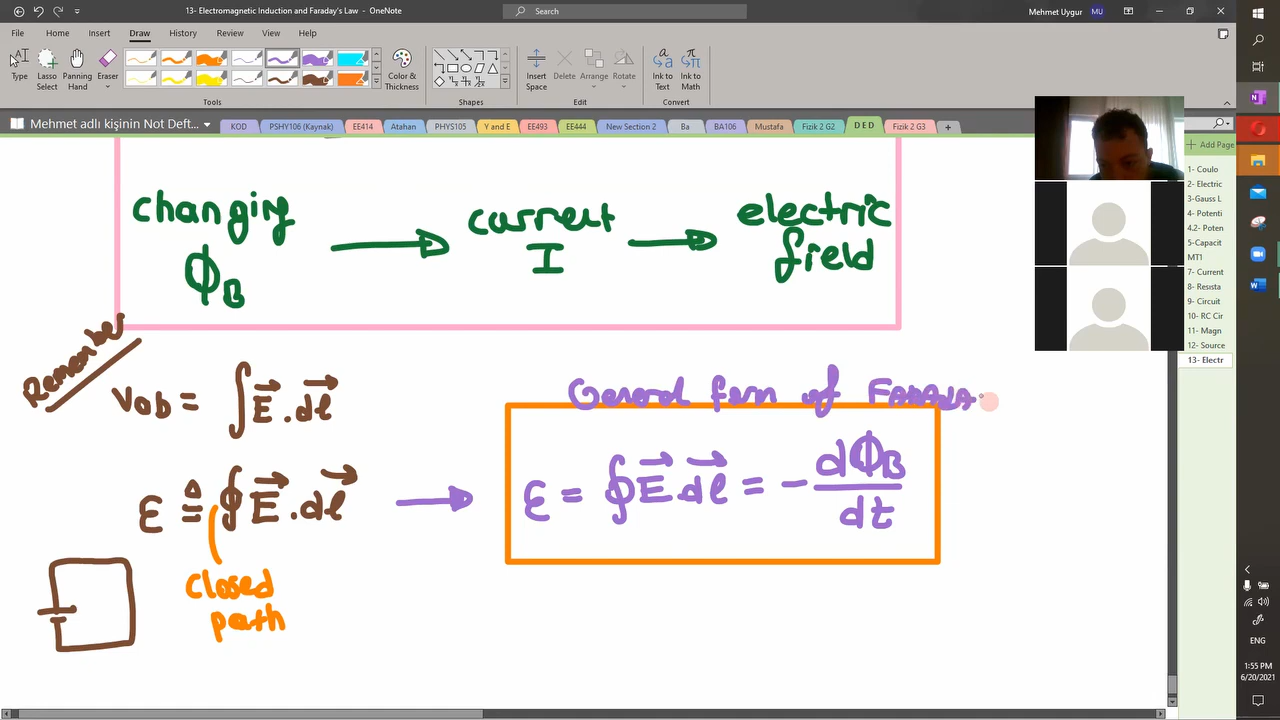 13- Electromagnetic Induction and Faraday's Law - OneNote
Search
Mehmet Uygur MU
File Home Insert Draw History Review View Help
Type
Lasso Select
Panning Hand
Eraser
Color & Thickness
Insert Space
Delete
Arrange
Rotate
Ink to Text
Ink to Math
Tools Shapes Edit Convert
Mehmet adlı kişinin Not Deft...
KOD PSHY106 (Kaynak) EE414 Atahan PHYS105 Y and E EE493 EE444 New Section 2 Ba BA106 Mustafa Fizik 2 G2 D E D Fizik 2 G3 +
Add Page
1- Coulo
2- Electric
3-Gauss L
4- Potenti
4.2- Poten
5-Capacit
MT1
7- Current
8- Resista
9- Circuit
10- RC Cir
11- Magn
12- Source
13- Electr
changing ΦB
current I
electric field
Remember
Vab = ∫ E⃗ . dl⃗
ε ≜ ∮ E⃗ . dl⃗
closed path
General form of FARADA
ε = ∮ E⃗ . dl⃗ = - dΦB/dt
ENG
1:55 PM
6/20/2021